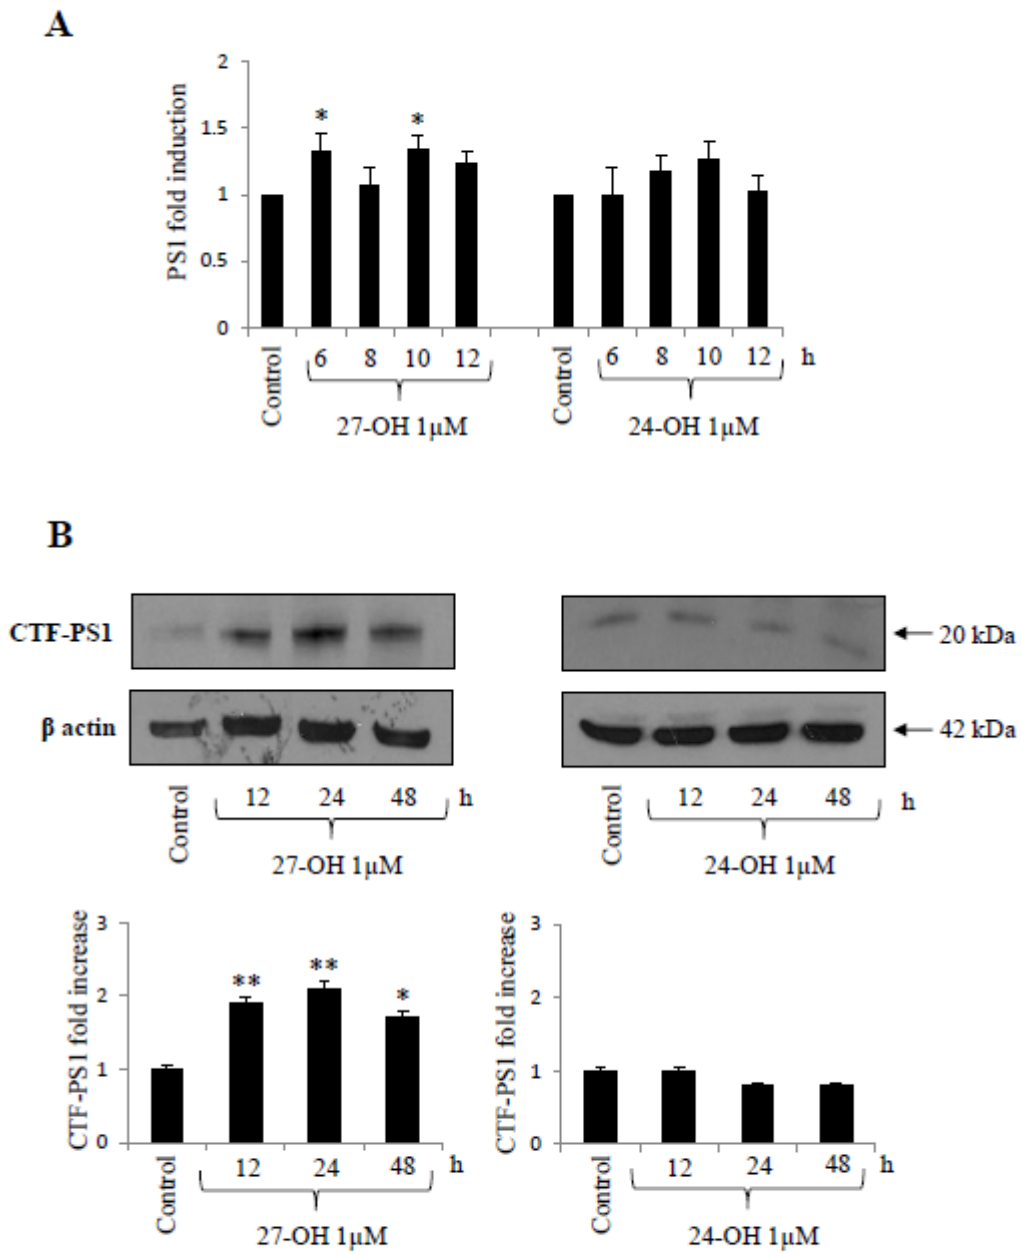 A
2
1.5
1
0.5
0
PS1 fold induction
* *
Control 6 8 10 12 Control 6 8 10 12 h
27-OH 1μM 24-OH 1μM
B
CTF-PS1
20 kDa
β actin
42 kDa
Control 12 24 48 h Control 12 24 48 h
27-OH 1μM 24-OH 1μM
CTF-PS1 fold increase
3
2
1
0
** ** *
Control 12 24 48 h
27-OH 1μM
CTF-PS1 fold increase
3
2
1
0
Control 12 24 48 h
24-OH 1μM